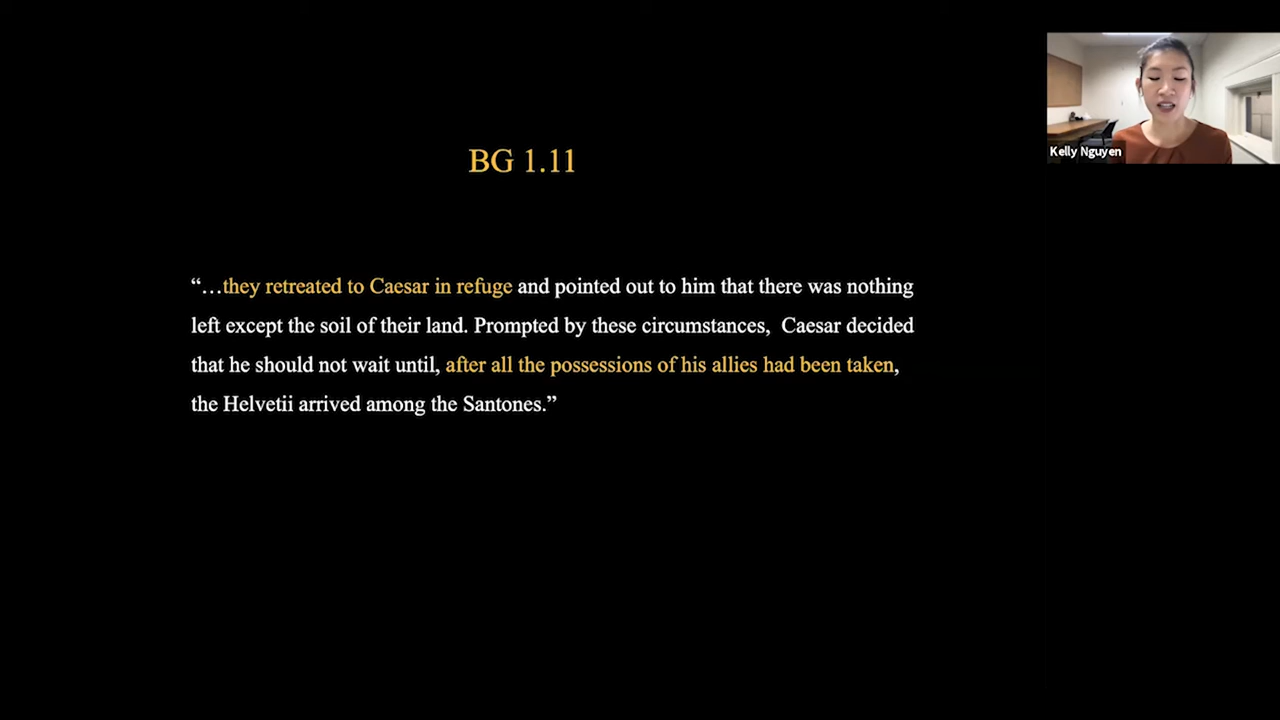 BG 1.11
“…they retreated to Caesar in refuge and pointed out to him that there was nothing
left except the soil of their land. Prompted by these circumstances,  Caesar decided
that he should not wait until, after all the possessions of his allies had been taken,
the Helvetii arrived among the Santones.”
Kelly Nguyen